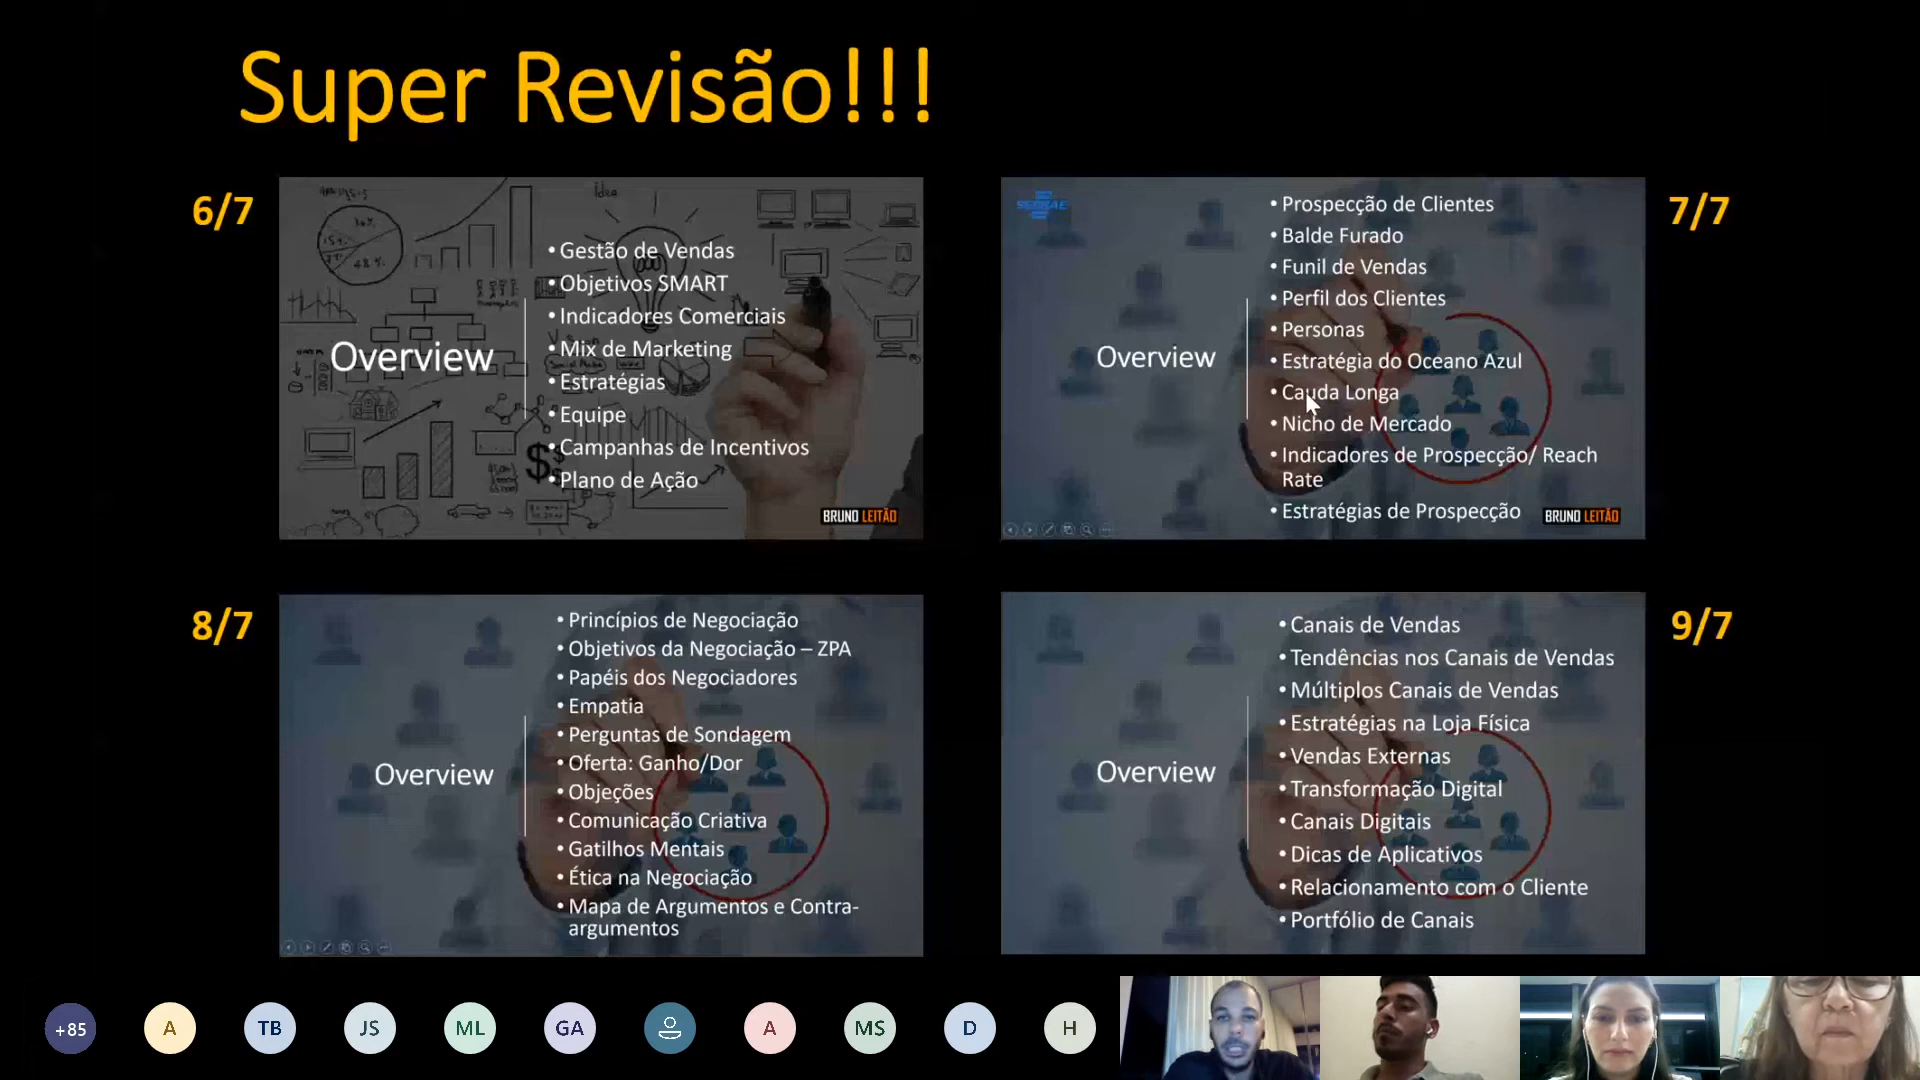 Super Revisão!!!
6/7
Overview
• Gestão de Vendas
• Objetivos SMART
• Indicadores Comerciais
• Mix de Marketing
• Estratégias
• Equipe
• Campanhas de Incentivos
• Plano de Ação
BRUNO LEITÃO
7/7
SEBRAE
Overview
• Prospecção de Clientes
• Balde Furado
• Funil de Vendas
• Perfil dos Clientes
• Personas
• Estratégia do Oceano Azul
• Cauda Longa
• Nicho de Mercado
• Indicadores de Prospecção/ Reach
Rate
• Estratégias de Prospecção
BRUNO LEITÃO
8/7
Overview
• Princípios de Negociação
• Objetivos da Negociação – ZPA
• Papéis dos Negociadores
• Empatia
• Perguntas de Sondagem
• Oferta: Ganho/Dor
• Objeções
• Comunicação Criativa
• Gatilhos Mentais
• Ética na Negociação
• Mapa de Argumentos e Contra-
argumentos
9/7
Overview
• Canais de Vendas
• Tendências nos Canais de Vendas
• Múltiplos Canais de Vendas
• Estratégias na Loja Física
• Vendas Externas
• Transformação Digital
• Canais Digitais
• Dicas de Aplicativos
• Relacionamento com o Cliente
• Portfólio de Canais
+85
A
TB
JS
ML
GA
A
MS
D
H